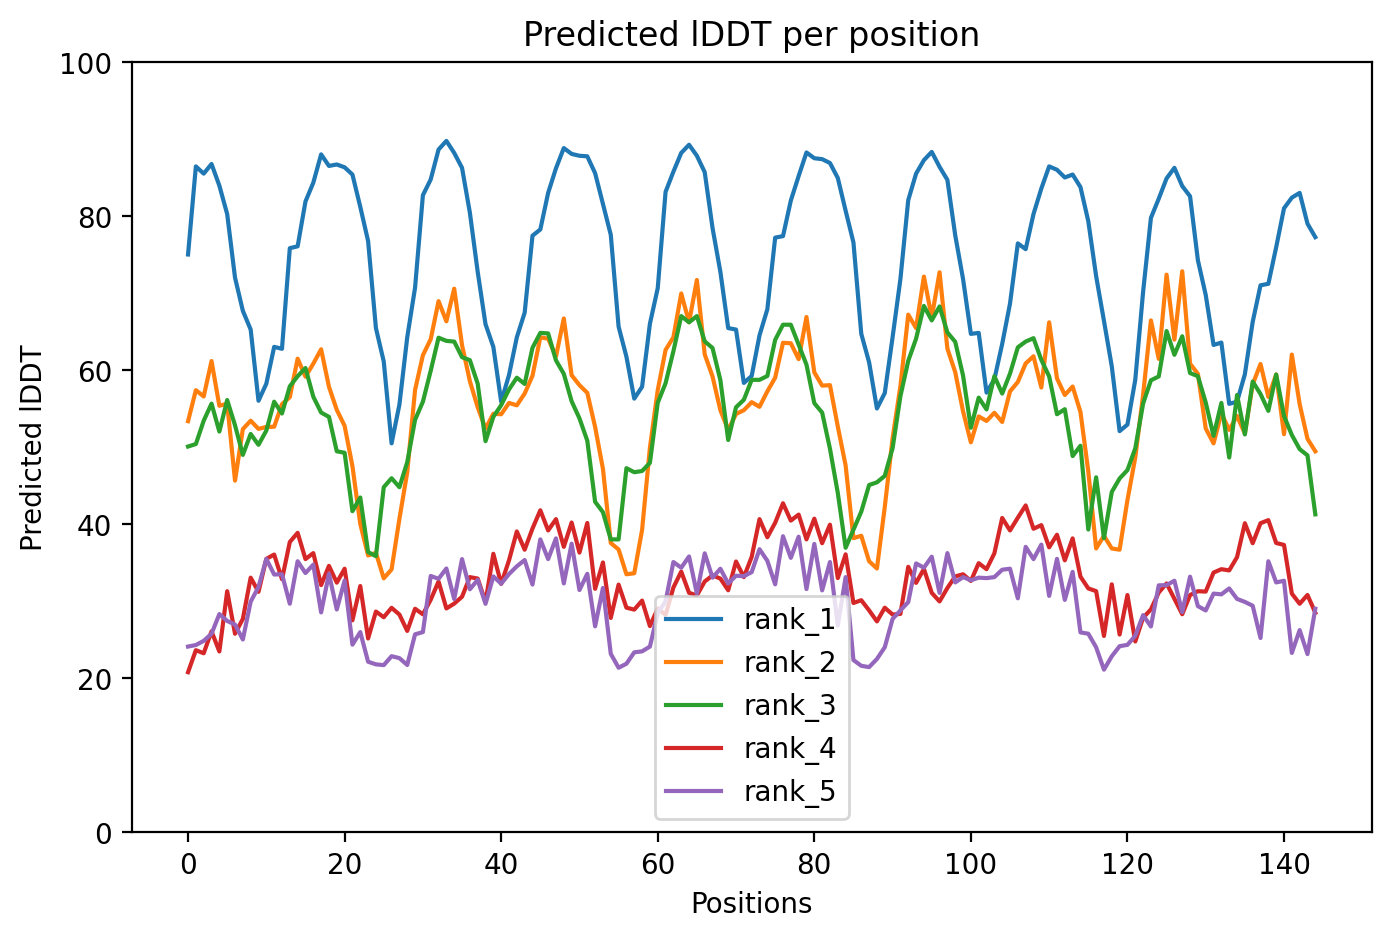 Predicted lDDT per position
100
80
60
40
20
0
Predicted lDDT
0 20 40 60 80 100 120 140
Positions
rank_1
rank_2
rank_3
rank_4
rank_5